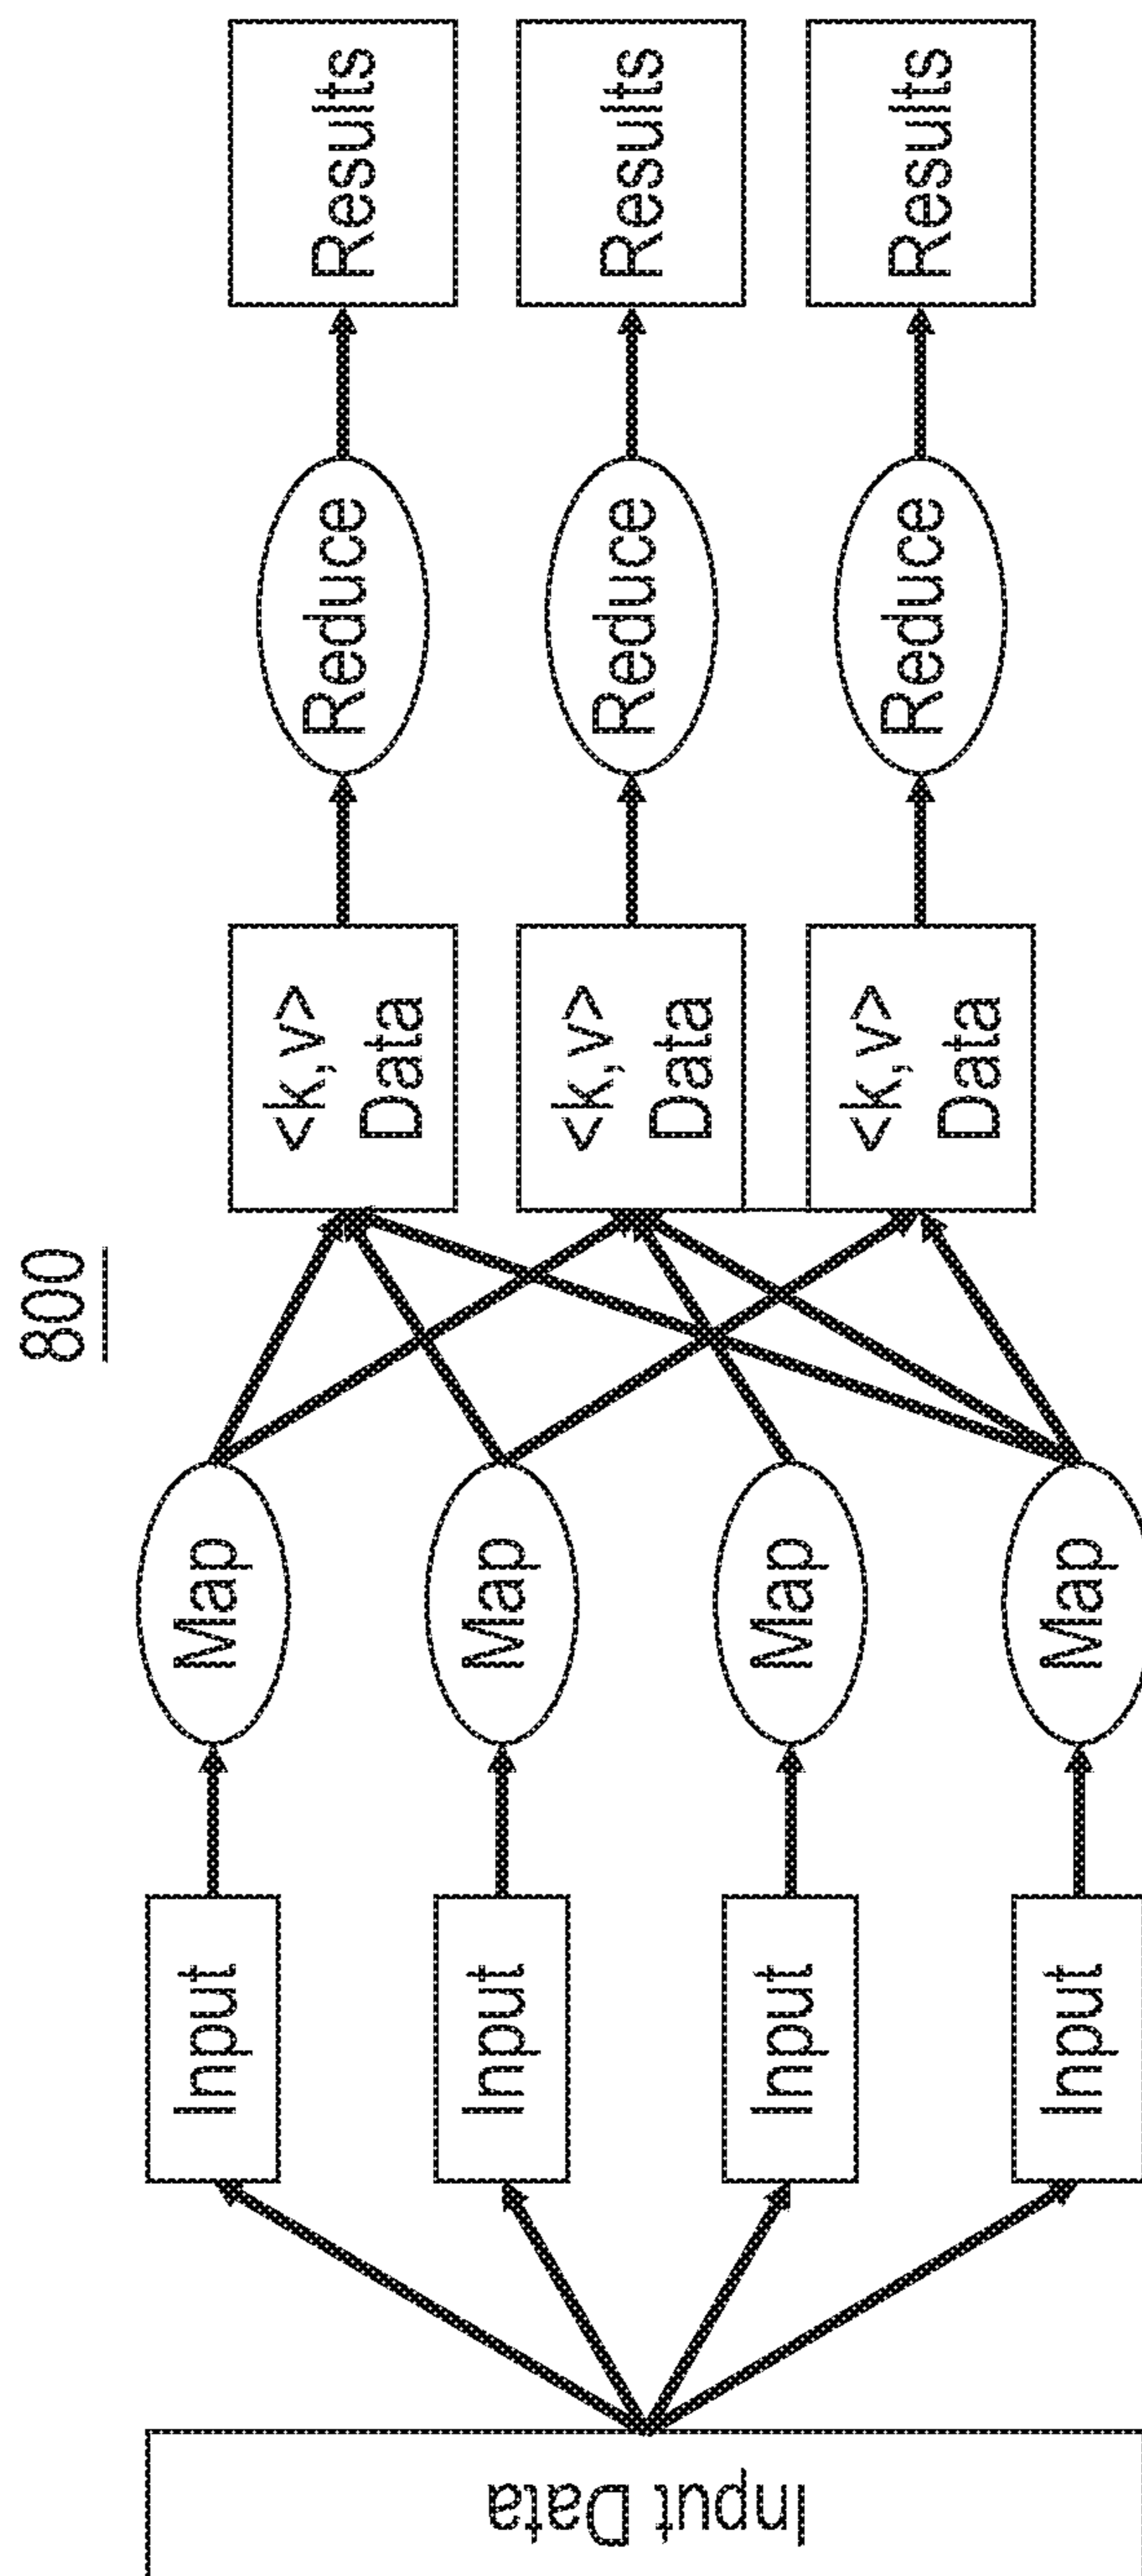 800
Input Data
Input
Input
Input
Input
Map
Map
Map
Map
<k,v>
Data
<k,v>
Data
<k,v>
Data
Reduce
Reduce
Reduce
Results
Results
Results